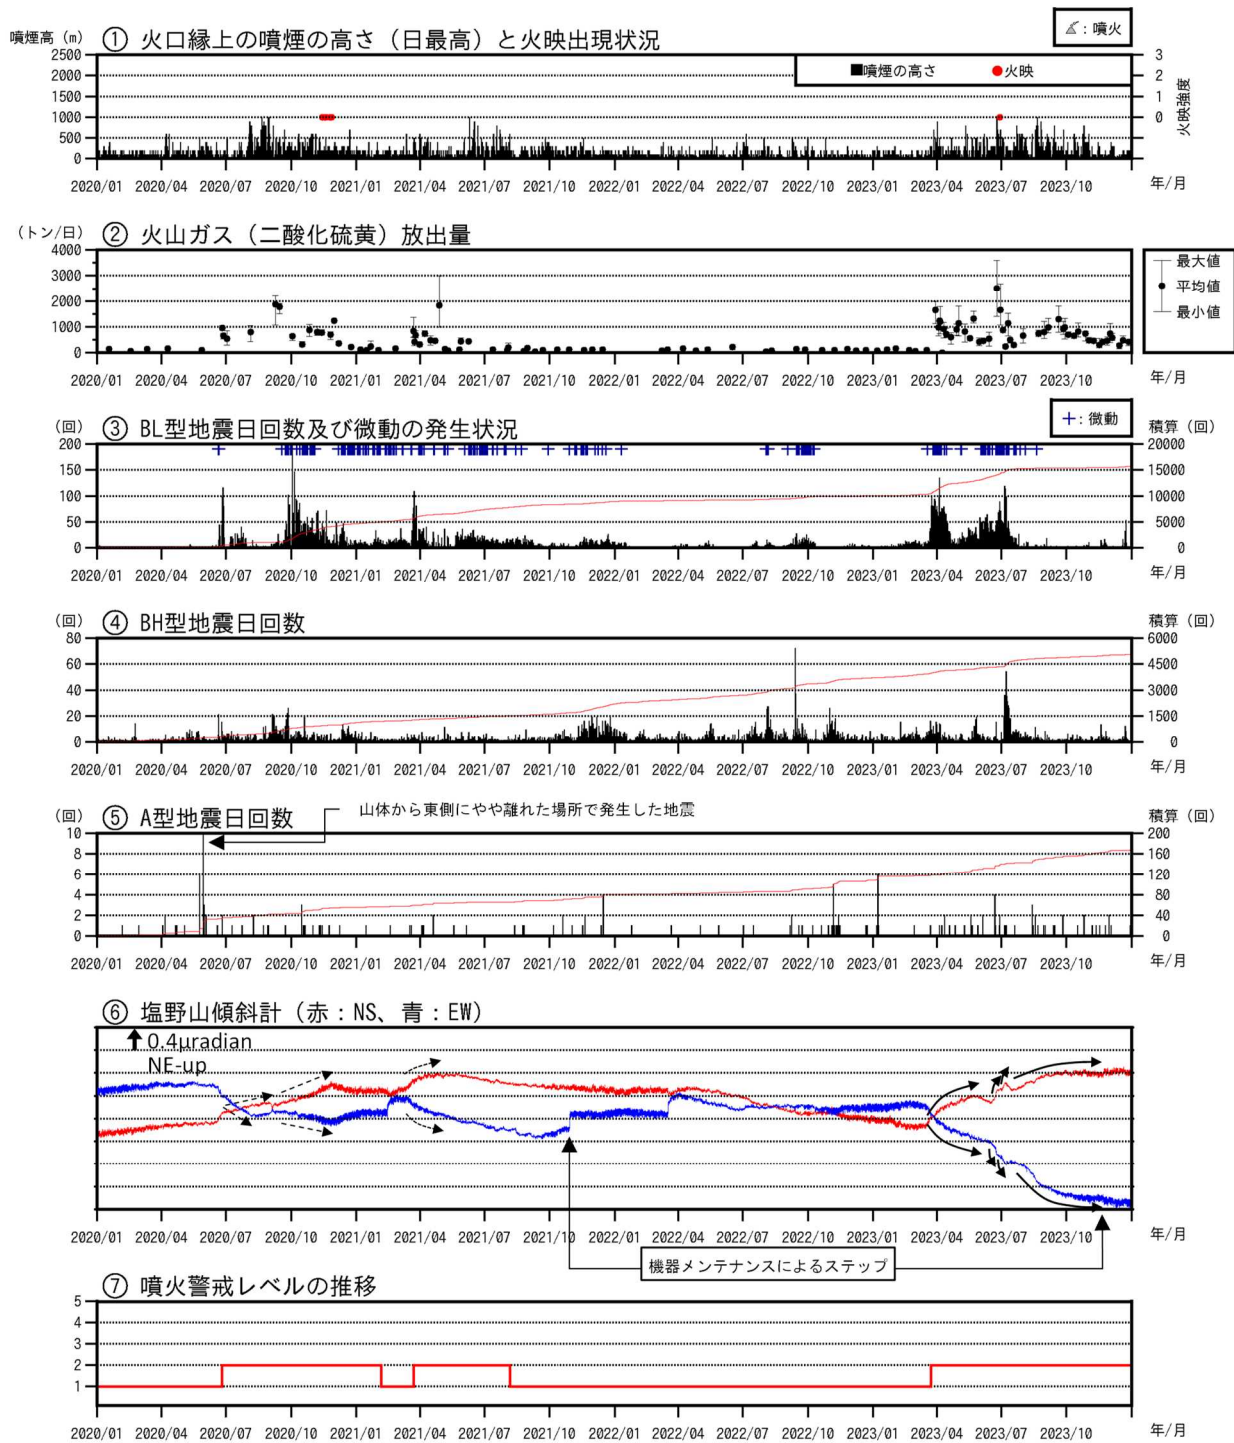 噴煙高（m） ① 火口縁上の噴煙の高さ（日最高）と火映出現状況
：噴火
2500
2000
1500
1000
500
0
■噴煙の高さ ●火映
3
2
1
0
火映強度
2020/01 2020/04 2020/07 2020/10 2021/01 2021/04 2021/07 2021/10 2022/01 2022/04 2022/07 2022/10 2023/01 2023/04 2023/07 2023/10 年/月
（トン/日） ② 火山ガス（二酸化硫黄）放出量
4000
3000
2000
1000
0
最大値
平均値
最小値
2020/01 2020/04 2020/07 2020/10 2021/01 2021/04 2021/07 2021/10 2022/01 2022/04 2022/07 2022/10 2023/01 2023/04 2023/07 2023/10 年/月
（回） ③ BL型地震日回数及び微動の発生状況
＋：微動
積算（回）
200
150
100
50
0
20000
15000
10000
5000
0
2020/01 2020/04 2020/07 2020/10 2021/01 2021/04 2021/07 2021/10 2022/01 2022/04 2022/07 2022/10 2023/01 2023/04 2023/07 2023/10 年/月
（回） ④ BH型地震日回数 積算（回）
80
60
40
20
0
6000
4500
3000
1500
0
2020/01 2020/04 2020/07 2020/10 2021/01 2021/04 2021/07 2021/10 2022/01 2022/04 2022/07 2022/10 2023/01 2023/04 2023/07 2023/10 年/月
（回） ⑤ A型地震日回数 積算（回）
山体から東側にやや離れた場所で発生した地震
10
8
6
4
2
0
200
160
120
80
40
0
2020/01 2020/04 2020/07 2020/10 2021/01 2021/04 2021/07 2021/10 2022/01 2022/04 2022/07 2022/10 2023/01 2023/04 2023/07 2023/10 年/月
⑥ 塩野山傾斜計（赤：NS、青：EW）
0.4μradian
NE-up
2020/01 2020/04 2020/07 2020/10 2021/01 2021/04 2021/07 2021/10 2022/01 2022/04 2022/07 2022/10 2023/01 2023/04 2023/07 2023/10 年/月
機器メンテナンスによるステップ
⑦ 噴火警戒レベルの推移
5
4
3
2
1
2020/01 2020/04 2020/07 2020/10 2021/01 2021/04 2021/07 2021/10 2022/01 2022/04 2022/07 2022/10 2023/01 2023/04 2023/07 2023/10 年/月